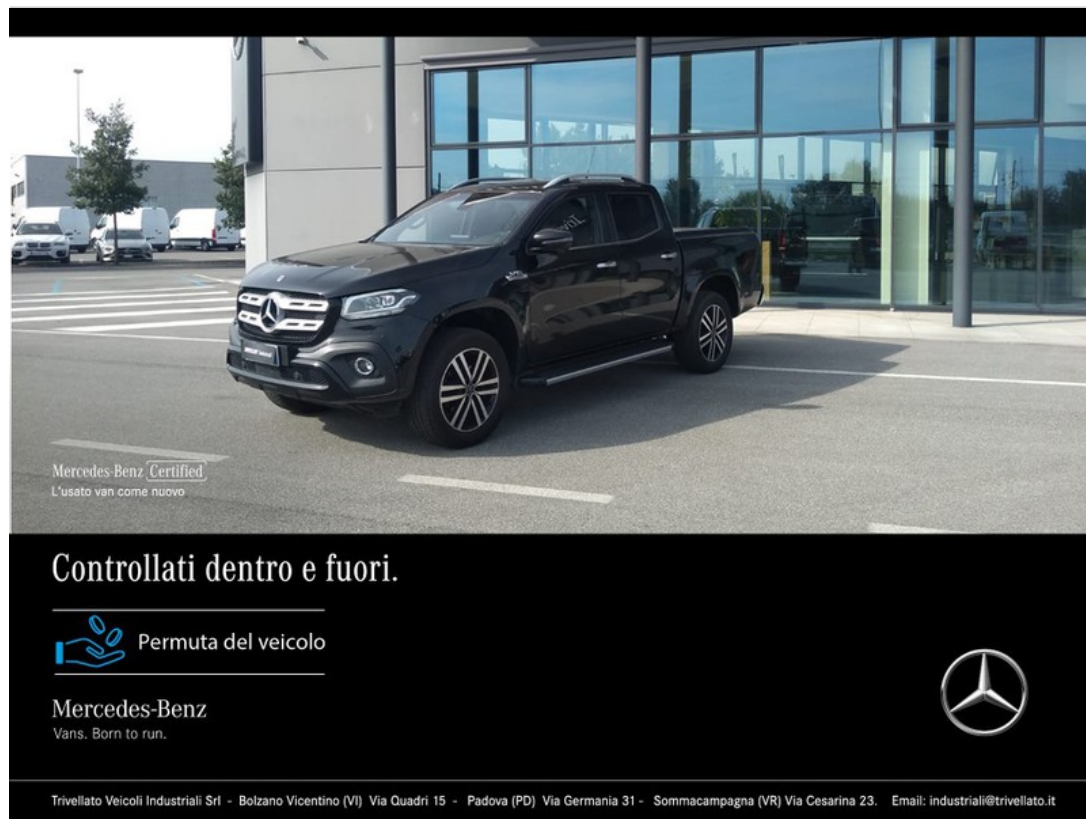 Mercedes-Benz Certified
L'usato van come nuovo
Controllati dentro e fuori.
Permuta del veicolo
Mercedes-Benz
Vans. Born to run.
Trivellato Veicoli Industriali Srl - Bolzano Vicentino (VI) Via Quadri 15 - Padova (PD) Via Germania 31 - Sommacampagna (VR) Via Cesarina 23. Email: industriali@trivellato.it